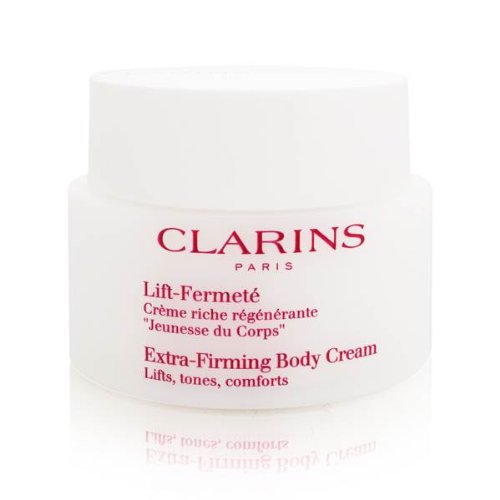 CLARINS
PARIS
Lift-Fermeté
Crème riche régénérante
"Jeunesse du Corps"
Extra-Firming Body Cream
Lifts, tones, comforts